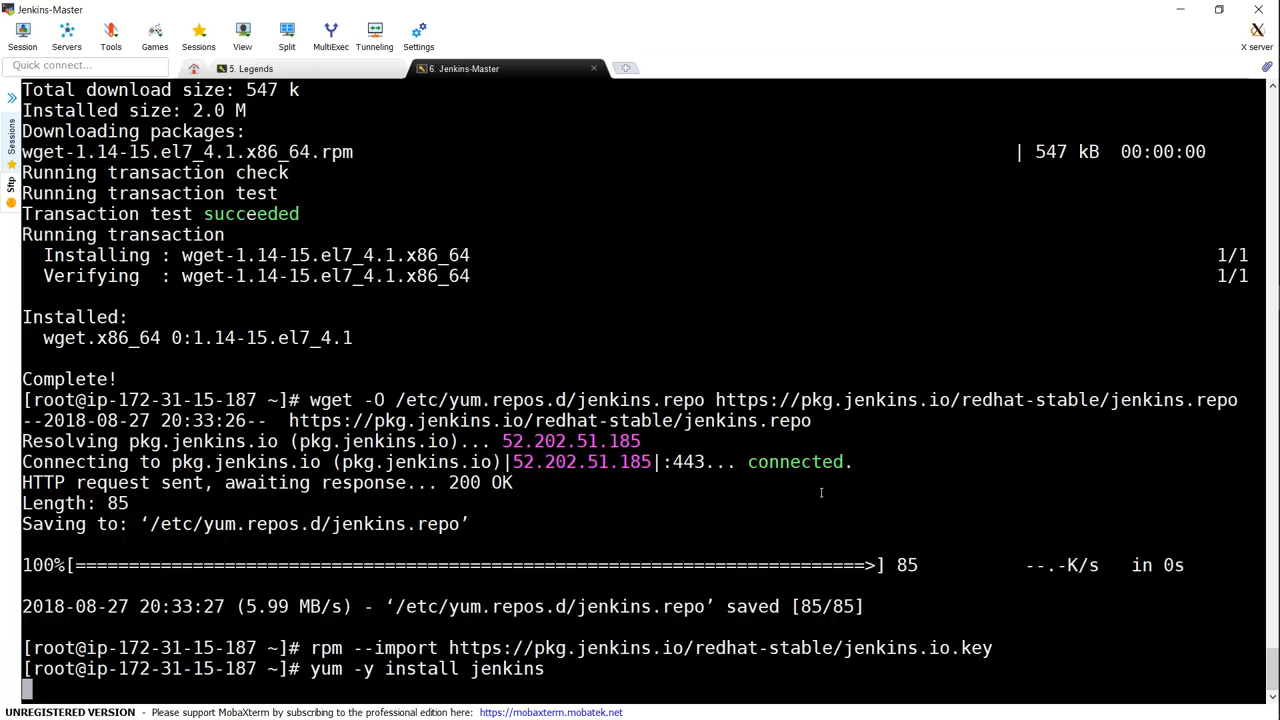 Jenkins-Master
Session Servers Tools Games Sessions View Split MultiExec Tunneling Settings X server
Quick connect... 5. Legends 6. Jenkins-Master
Sessions
Sftp
Total download size: 547 k
Installed size: 2.0 M
Downloading packages:
wget-1.14-15.el7_4.1.x86_64.rpm | 547 kB 00:00:00
Running transaction check
Running transaction test
Transaction test succeeded
Running transaction
Installing : wget-1.14-15.el7_4.1.x86_64 1/1
Verifying : wget-1.14-15.el7_4.1.x86_64 1/1
Installed:
wget.x86_64 0:1.14-15.el7_4.1
Complete!
[root@ip-172-31-15-187 ~]# wget -O /etc/yum.repos.d/jenkins.repo https://pkg.jenkins.io/redhat-stable/jenkins.repo
--2018-08-27 20:33:26-- https://pkg.jenkins.io/redhat-stable/jenkins.repo
Resolving pkg.jenkins.io (pkg.jenkins.io)... 52.202.51.185
Connecting to pkg.jenkins.io (pkg.jenkins.io)|52.202.51.185|:443... connected.
HTTP request sent, awaiting response... 200 OK
Length: 85
Saving to: ‘/etc/yum.repos.d/jenkins.repo’
100%[===========================================================================>] 85 --.-K/s in 0s
2018-08-27 20:33:27 (5.99 MB/s) - ‘/etc/yum.repos.d/jenkins.repo’ saved [85/85]
[root@ip-172-31-15-187 ~]# rpm --import https://pkg.jenkins.io/redhat-stable/jenkins.io.key
[root@ip-172-31-15-187 ~]# yum -y install jenkins
UNREGISTERED VERSION - Please support MobaXterm by subscribing to the professional edition here: https://mobaxterm.mobatek.net